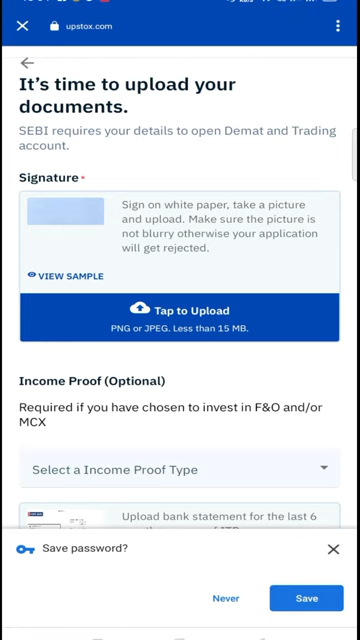 upstox.com
It's time to upload your
documents.
SEBI requires your details to open Demat and Trading
account.
Signature *
Sign on white paper, take a picture
and upload. Make sure the picture is
not blurry otherwise your application
will get rejected.
VIEW SAMPLE
Tap to Upload
PNG or JPEG. Less than 15 MB.
Income Proof (Optional)
Required if you have chosen to invest in F&O and/or
MCX
Select a Income Proof Type
Upload bank statement for the last 6
Save password?
Never
Save